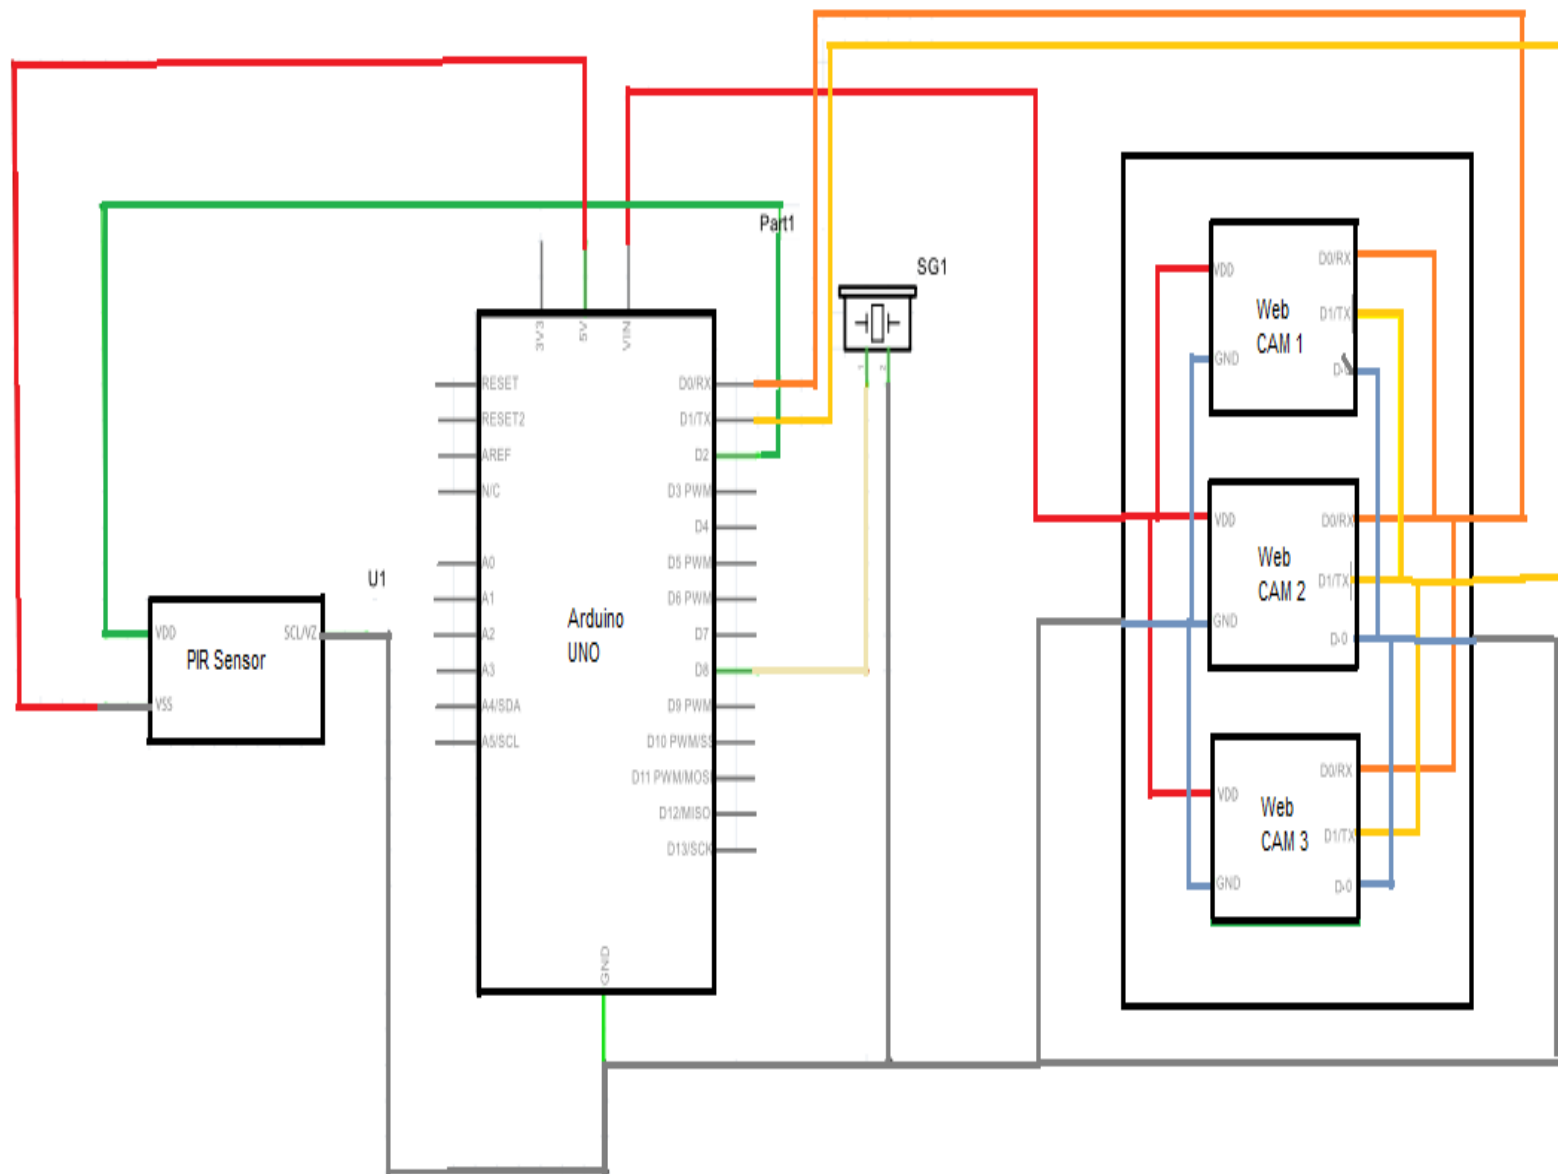 Part1
SG1
3V3
5V
VIN
RESET
RESET2
AREF
N/C
A0
A1
A2
A3
A4/SDA
A5/SCL
D0/RX
D1/TX
D2
D3 PWM
D4
D5 PWM
D6 PWM
D7
D8
D9 PWM
D10 PWM/SS
D11 PWM/MOSI
D12/MISO
D13/SCK
GND
Arduino
UNO
1
2
U1
VDD
SCL/VZ
PIR Sensor
VSS
VDD
GND
Web
CAM 1
D0/RX
D1/TX
VDD
GND
Web
CAM 2
D0/RX
D1/TX
D-0
VDD
GND
Web
CAM 3
D0/RX
D1/TX
D-0